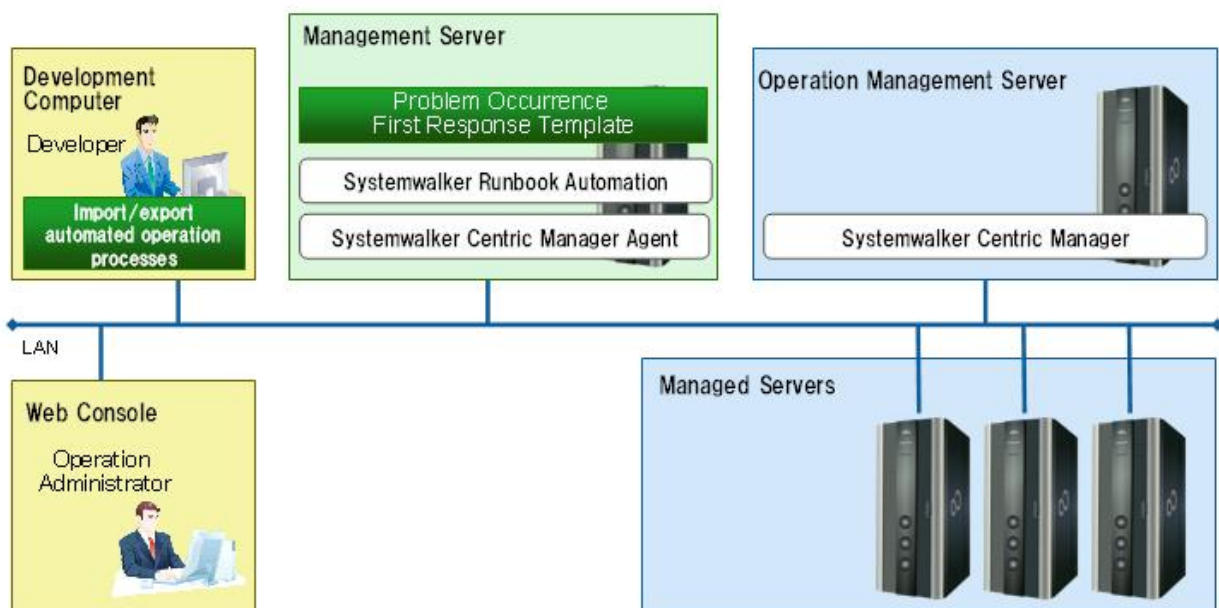 Management Server
Development
Computer
Developer
Import/export
automated operation
processes
Problem Occurrence
First Response Template
Systemwalker Runbook Automation
Systemwalker Centric Manager Agent
Operation Management Server
Systemwalker Centric Manager
LAN
Web Console
Operation
Administrator
Managed Servers